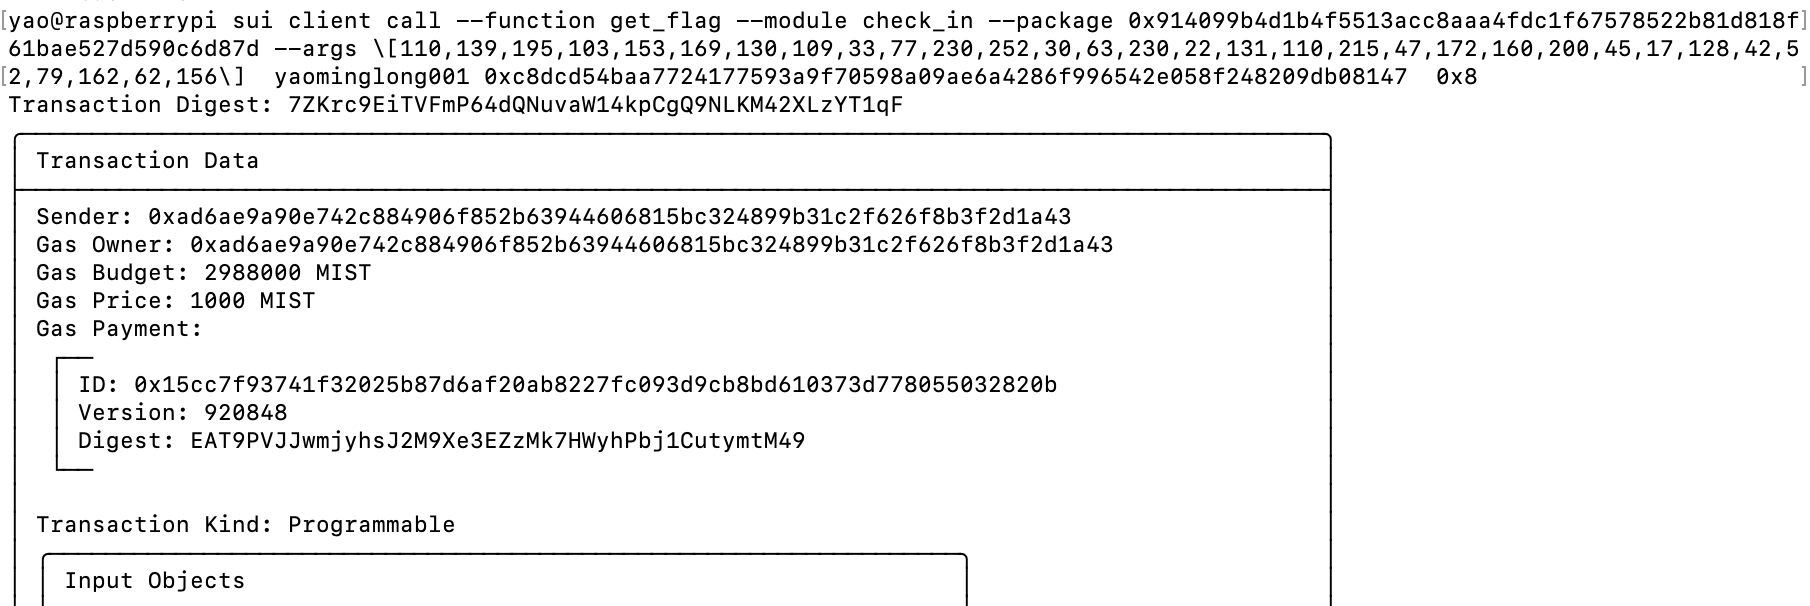 [yao@raspberrypi sui client call --function get_flag --module check_in --package 0x914099b4d1b4f5513acc8aaa4fdc1f67578522b81d818f]
61bae527d590c6d87d --args \[110,139,195,103,153,169,130,109,33,77,230,252,30,63,230,22,131,110,215,47,172,160,200,45,17,128,42,5
[2,79,162,62,156\]  yaominglong001 0xc8dcd54baa7724177593a9f70598a09ae6a4286f996542e058f248209db08147  0x8 ]
Transaction Digest: 7ZKrc9EiTVFmP64dQNuvaW14kpCgQ9NLKM42XLzYT1qF
Transaction Data
Sender: 0xad6ae9a90e742c884906f852b63944606815bc324899b31c2f626f8b3f2d1a43
Gas Owner: 0xad6ae9a90e742c884906f852b63944606815bc324899b31c2f626f8b3f2d1a43
Gas Budget: 2988000 MIST
Gas Price: 1000 MIST
Gas Payment:
ID: 0x15cc7f93741f32025b87d6af20ab8227fc093d9cb8bd610373d778055032820b
Version: 920848
Digest: EAT9PVJJwmjyhsJ2M9Xe3EZzMk7HWyhPbj1CutymtM49
Transaction Kind: Programmable
Input Objects